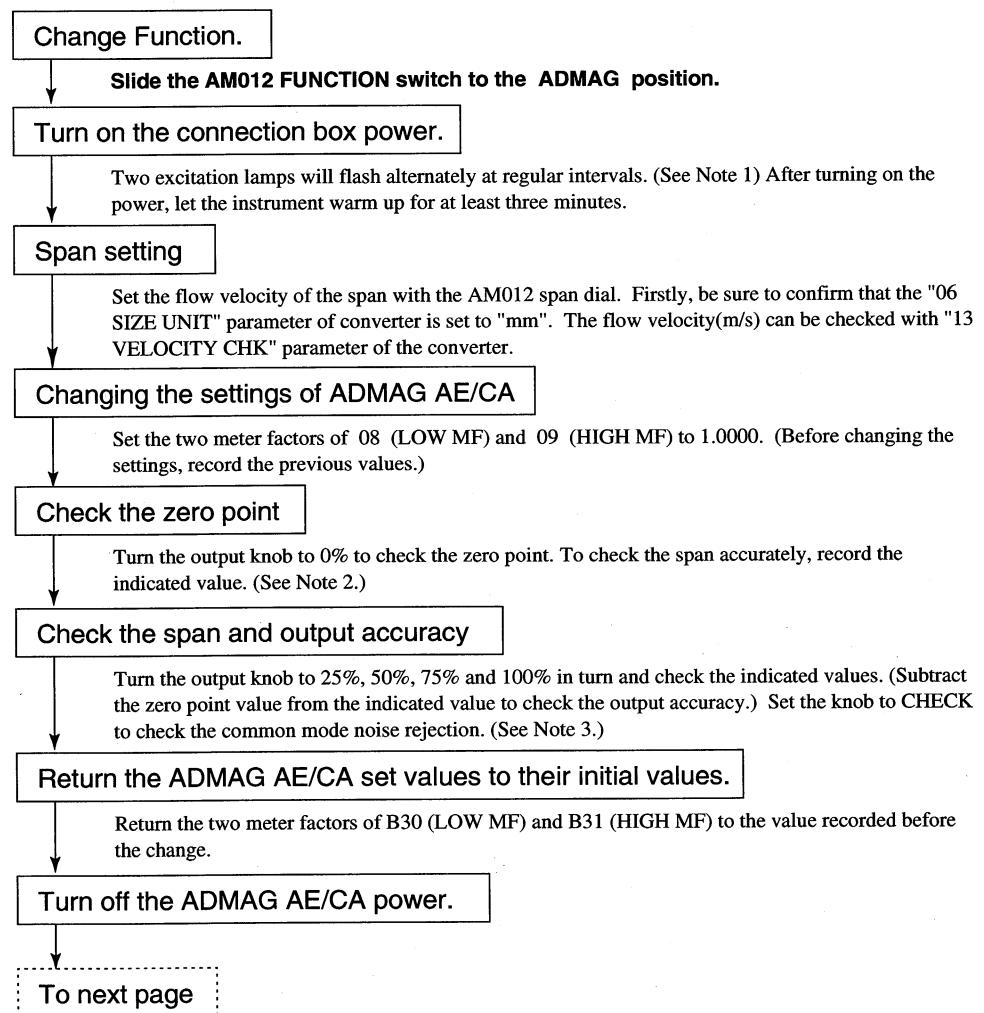 Change Function.
Slide the AM012 FUNCTION switch to the ADMAG position.
Turn on the connection box power.
Two excitation lamps will flash alternately at regular intervals. (See Note 1) After turning on the
power, let the instrument warm up for at least three minutes.
Span setting
Set the flow velocity of the span with the AM012 span dial. Firstly, be sure to confirm that the "06
SIZE UNIT" parameter of converter is set to "mm". The flow velocity(m/s) can be checked with "13
VELOCITY CHK" parameter of the converter.
Changing the settings of ADMAG AE/CA
Set the two meter factors of 08 (LOW MF) and 09 (HIGH MF) to 1.0000. (Before changing the
settings, record the previous values.)
Check the zero point
Turn the output knob to 0% to check the zero point. To check the span accurately, record the
indicated value. (See Note 2.)
Check the span and output accuracy
Turn the output knob to 25%, 50%, 75% and 100% in turn and check the indicated values. (Subtract
the zero point value from the indicated value to check the output accuracy.) Set the knob to CHECK
to check the common mode noise rejection. (See Note 3.)
Return the ADMAG AE/CA set values to their initial values.
Return the two meter factors of B30 (LOW MF) and B31 (HIGH MF) to the value recorded before
the change.
Turn off the ADMAG AE/CA power.
To next page